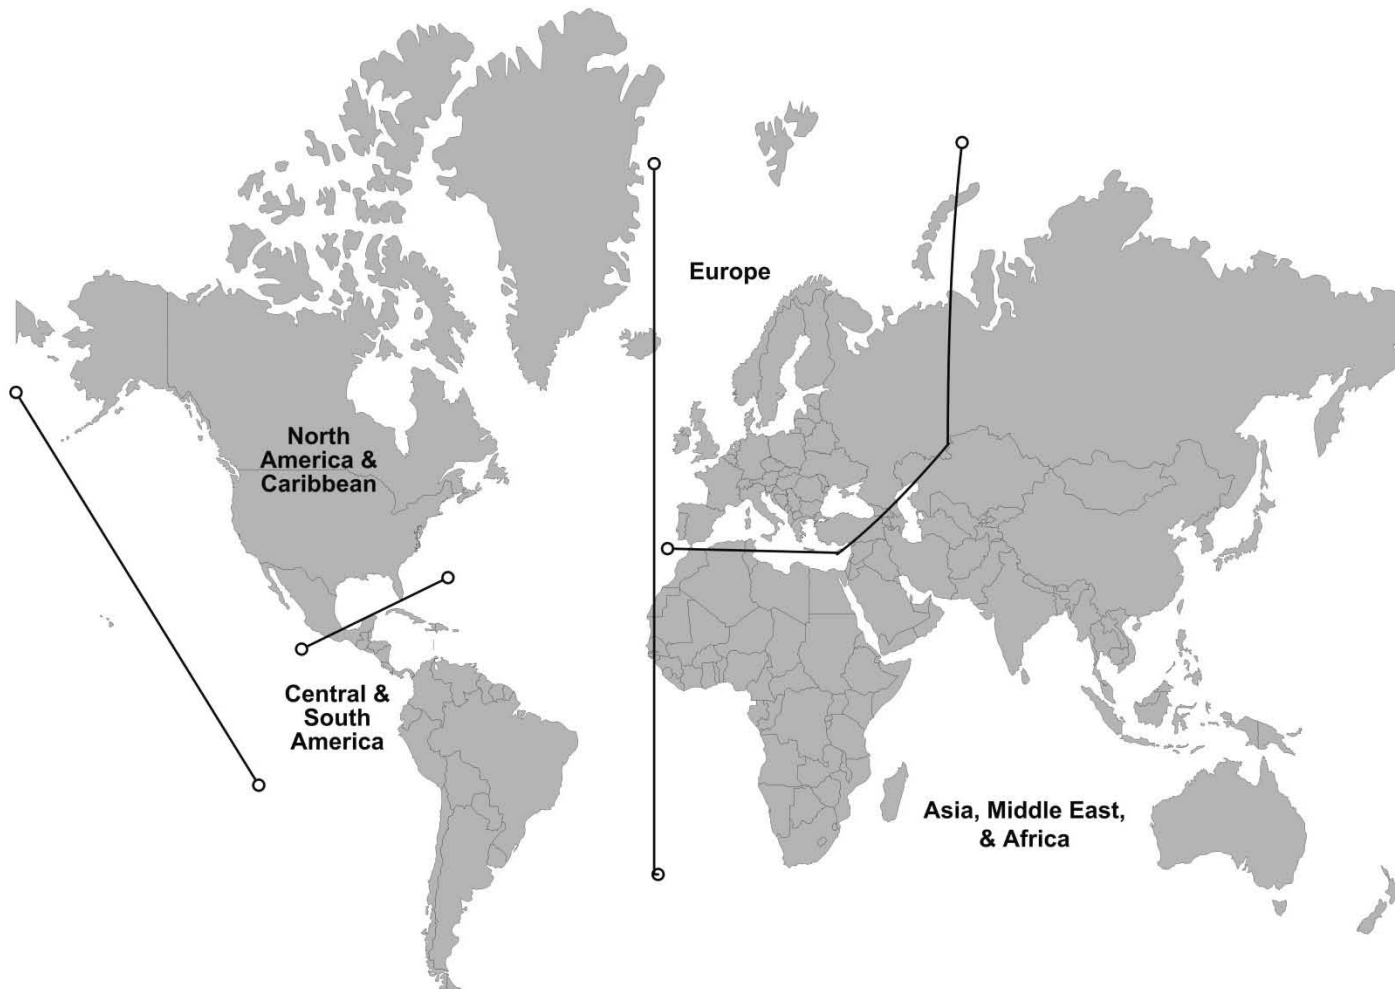 Europe
North
America &
Caribbean
Central &
South
America
Asia, Middle East,
& Africa